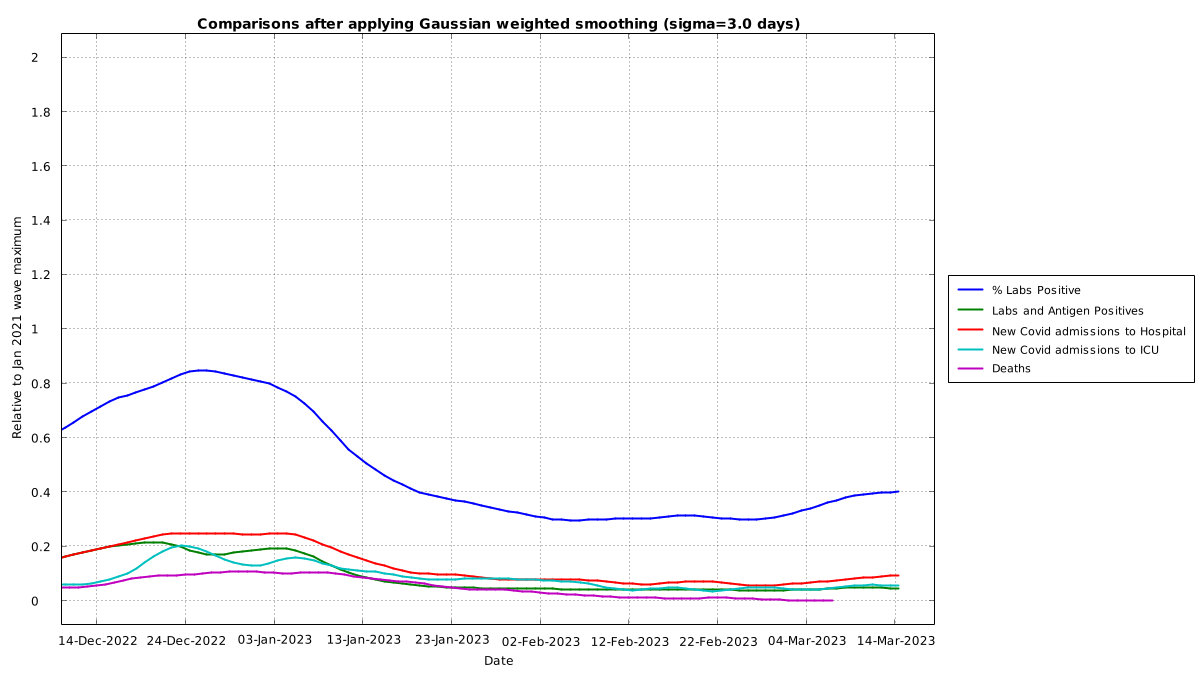 Comparisons after applying Gaussian weighted smoothing (sigma=3.0 days)
Relative to Jan 2021 wave maximum
2
1.8
1.6
1.4
1.2
1
0.8
0.6
0.4
0.2
0
14-Dec-2022 24-Dec-2022 03-Jan-2023 13-Jan-2023 23-Jan-2023 02-Feb-2023 12-Feb-2023 22-Feb-2023 04-Mar-2023 14-Mar-2023
Date
% Labs Positive
Labs and Antigen Positives
New Covid admissions to Hospital
New Covid admissions to ICU
Deaths